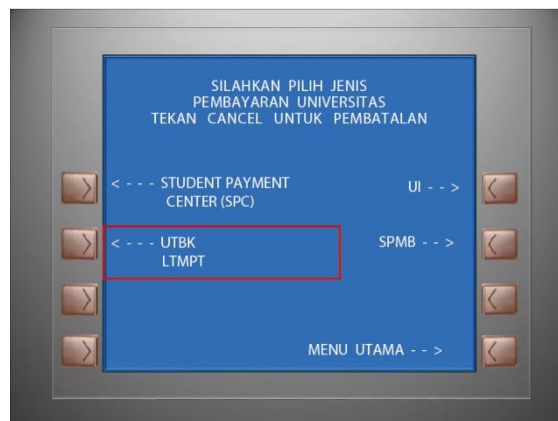 SILAHKAN PILIH JENIS
PEMBAYARAN UNIVERSITAS
TEKAN CANCEL UNTUK PEMBATALAN
< - - - STUDENT PAYMENT
CENTER (SPC)
UI - - >
< - - - UTBK
LTMPT
SPMB - - >
MENU UTAMA - - >